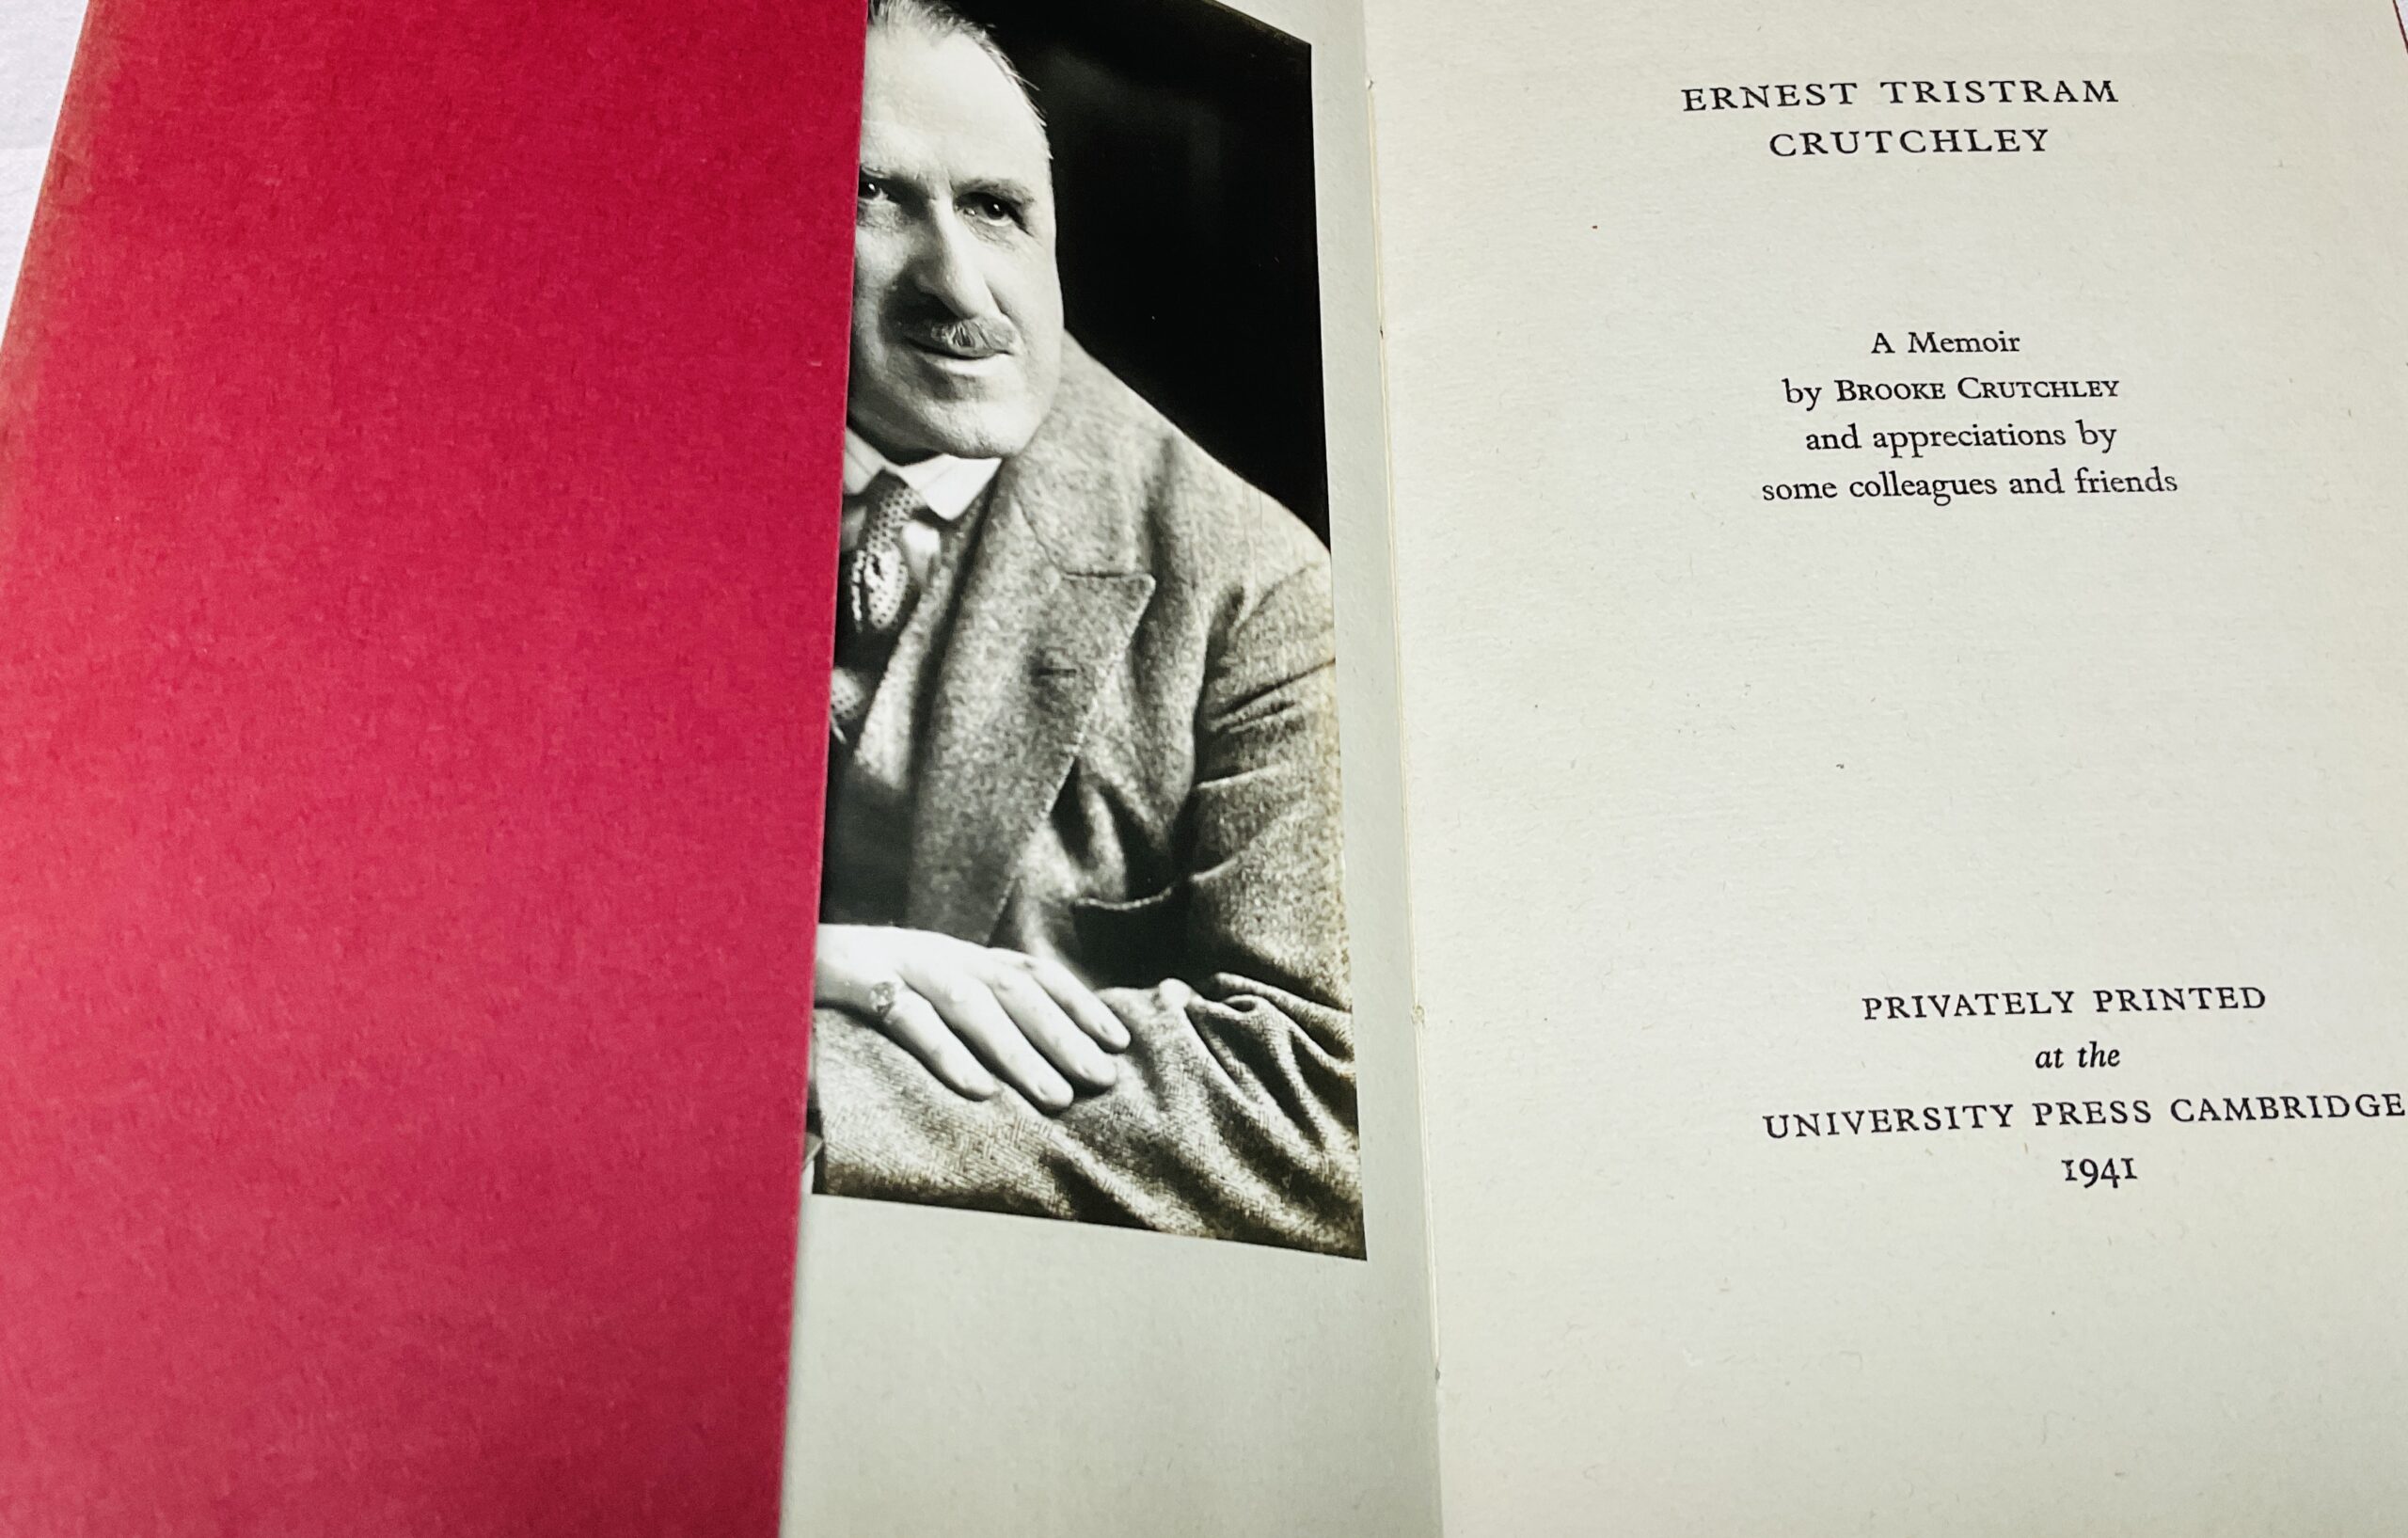 ERNEST TRISTRAM
CRUTCHLEY
A Memoir
by BROOKE CRUTCHLEY
and appreciations by
some colleagues and friends
PRIVATELY PRINTED
at the
UNIVERSITY PRESS CAMBRIDGE
1941